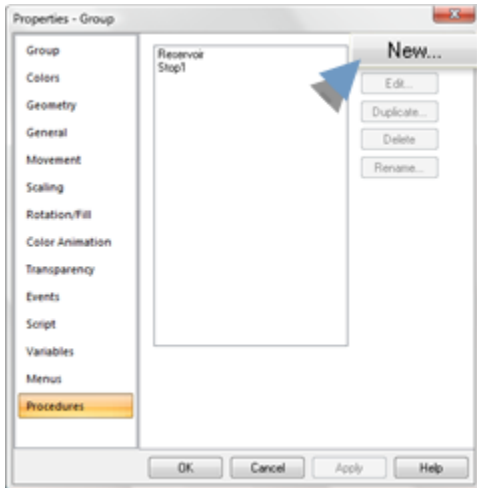 Properties - Group
Group
Colors
Geometry
General
Movement
Scaling
Rotation/Fill
Color Animation
Transparency
Events
Script
Variables
Menus
Procedures
Reservoir
Stop1
New...
Edit...
Duplicate...
Delete
Rename...
OK
Cancel
Apply
Help